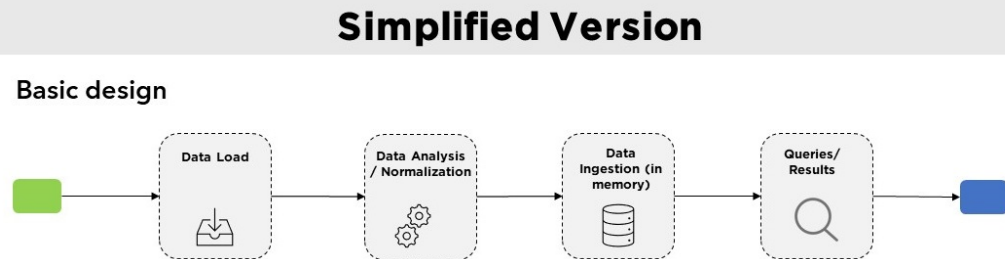 Simplified Version
Basic design
Data Load
Data Analysis
/ Normalization
Data
Ingestion (in
memory)
Queries/
Results